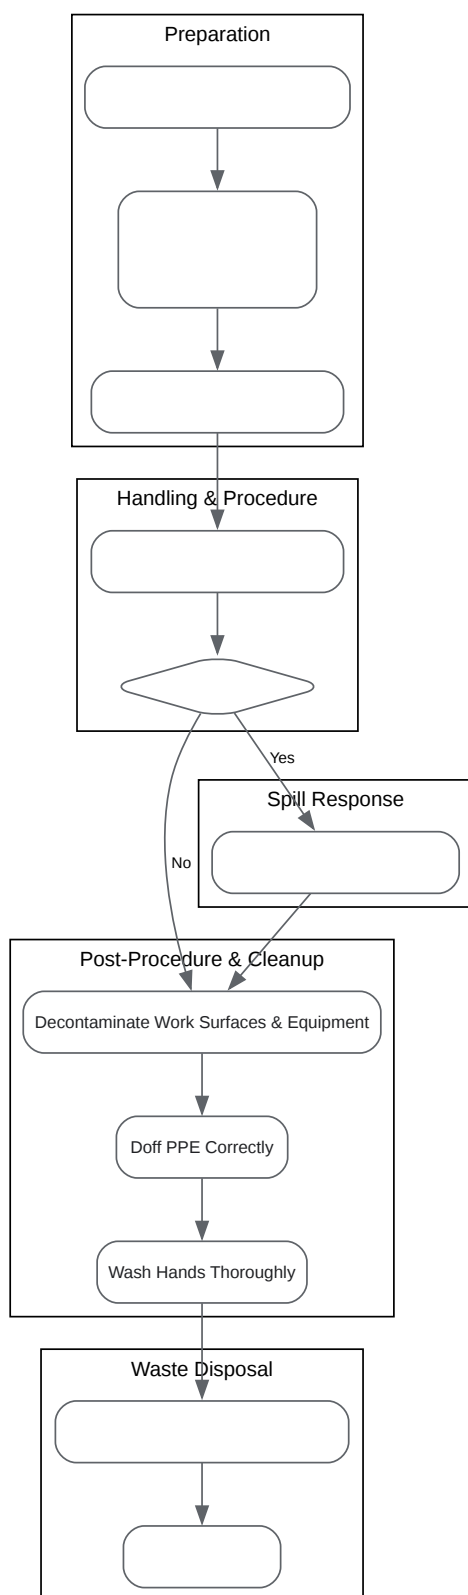 Preparation
Handling & Procedure
Yes
Spill Response
No
Post-Procedure & Cleanup
Decontaminate Work Surfaces & Equipment
Doff PPE Correctly
Wash Hands Thoroughly
Waste Disposal